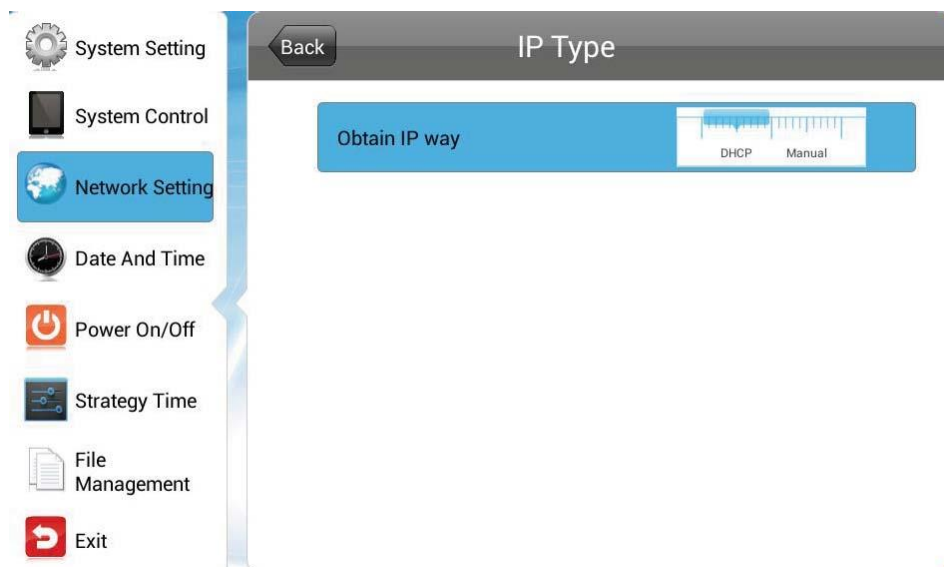 System Setting
System Control
Network Setting
Date And Time
Power On/Off
Strategy Time
File
Management
Exit
Back
IP Type
Obtain IP way
DHCP Manual